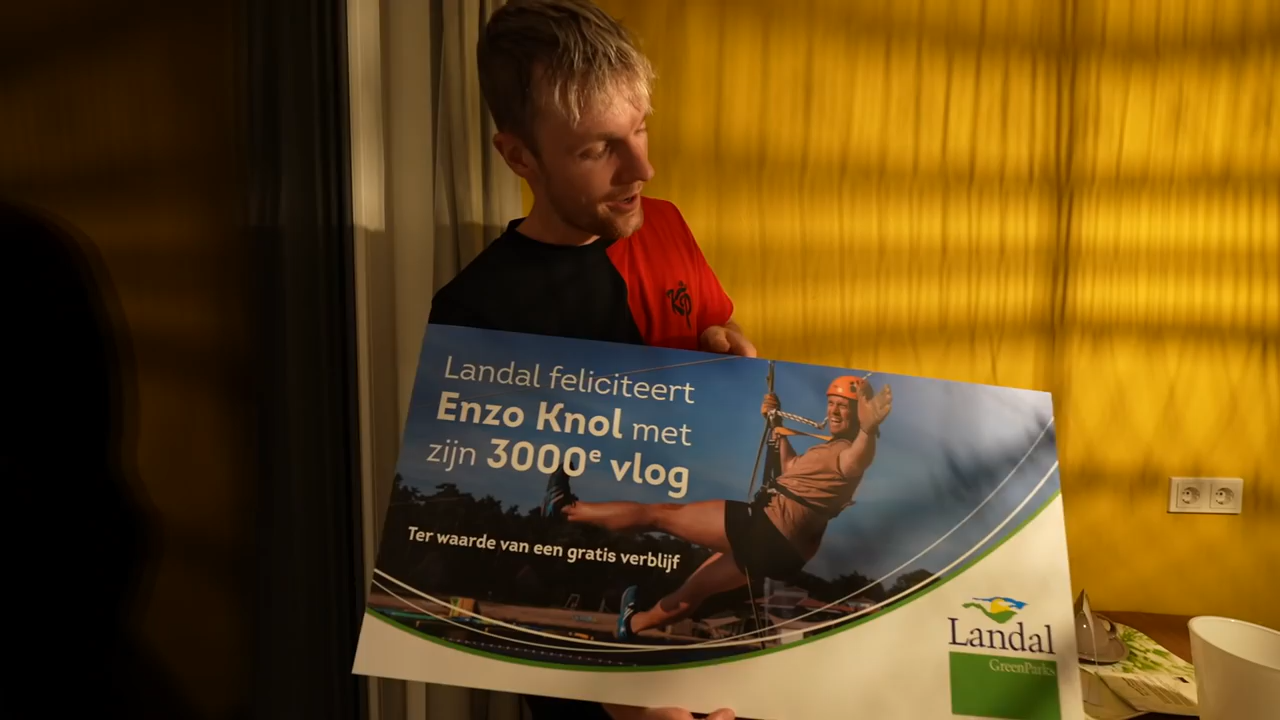 Landal feliciteert
Enzo Knol met
zijn 3000e vlog
Ter waarde van een gratis verblijf
Landal
GreenParks